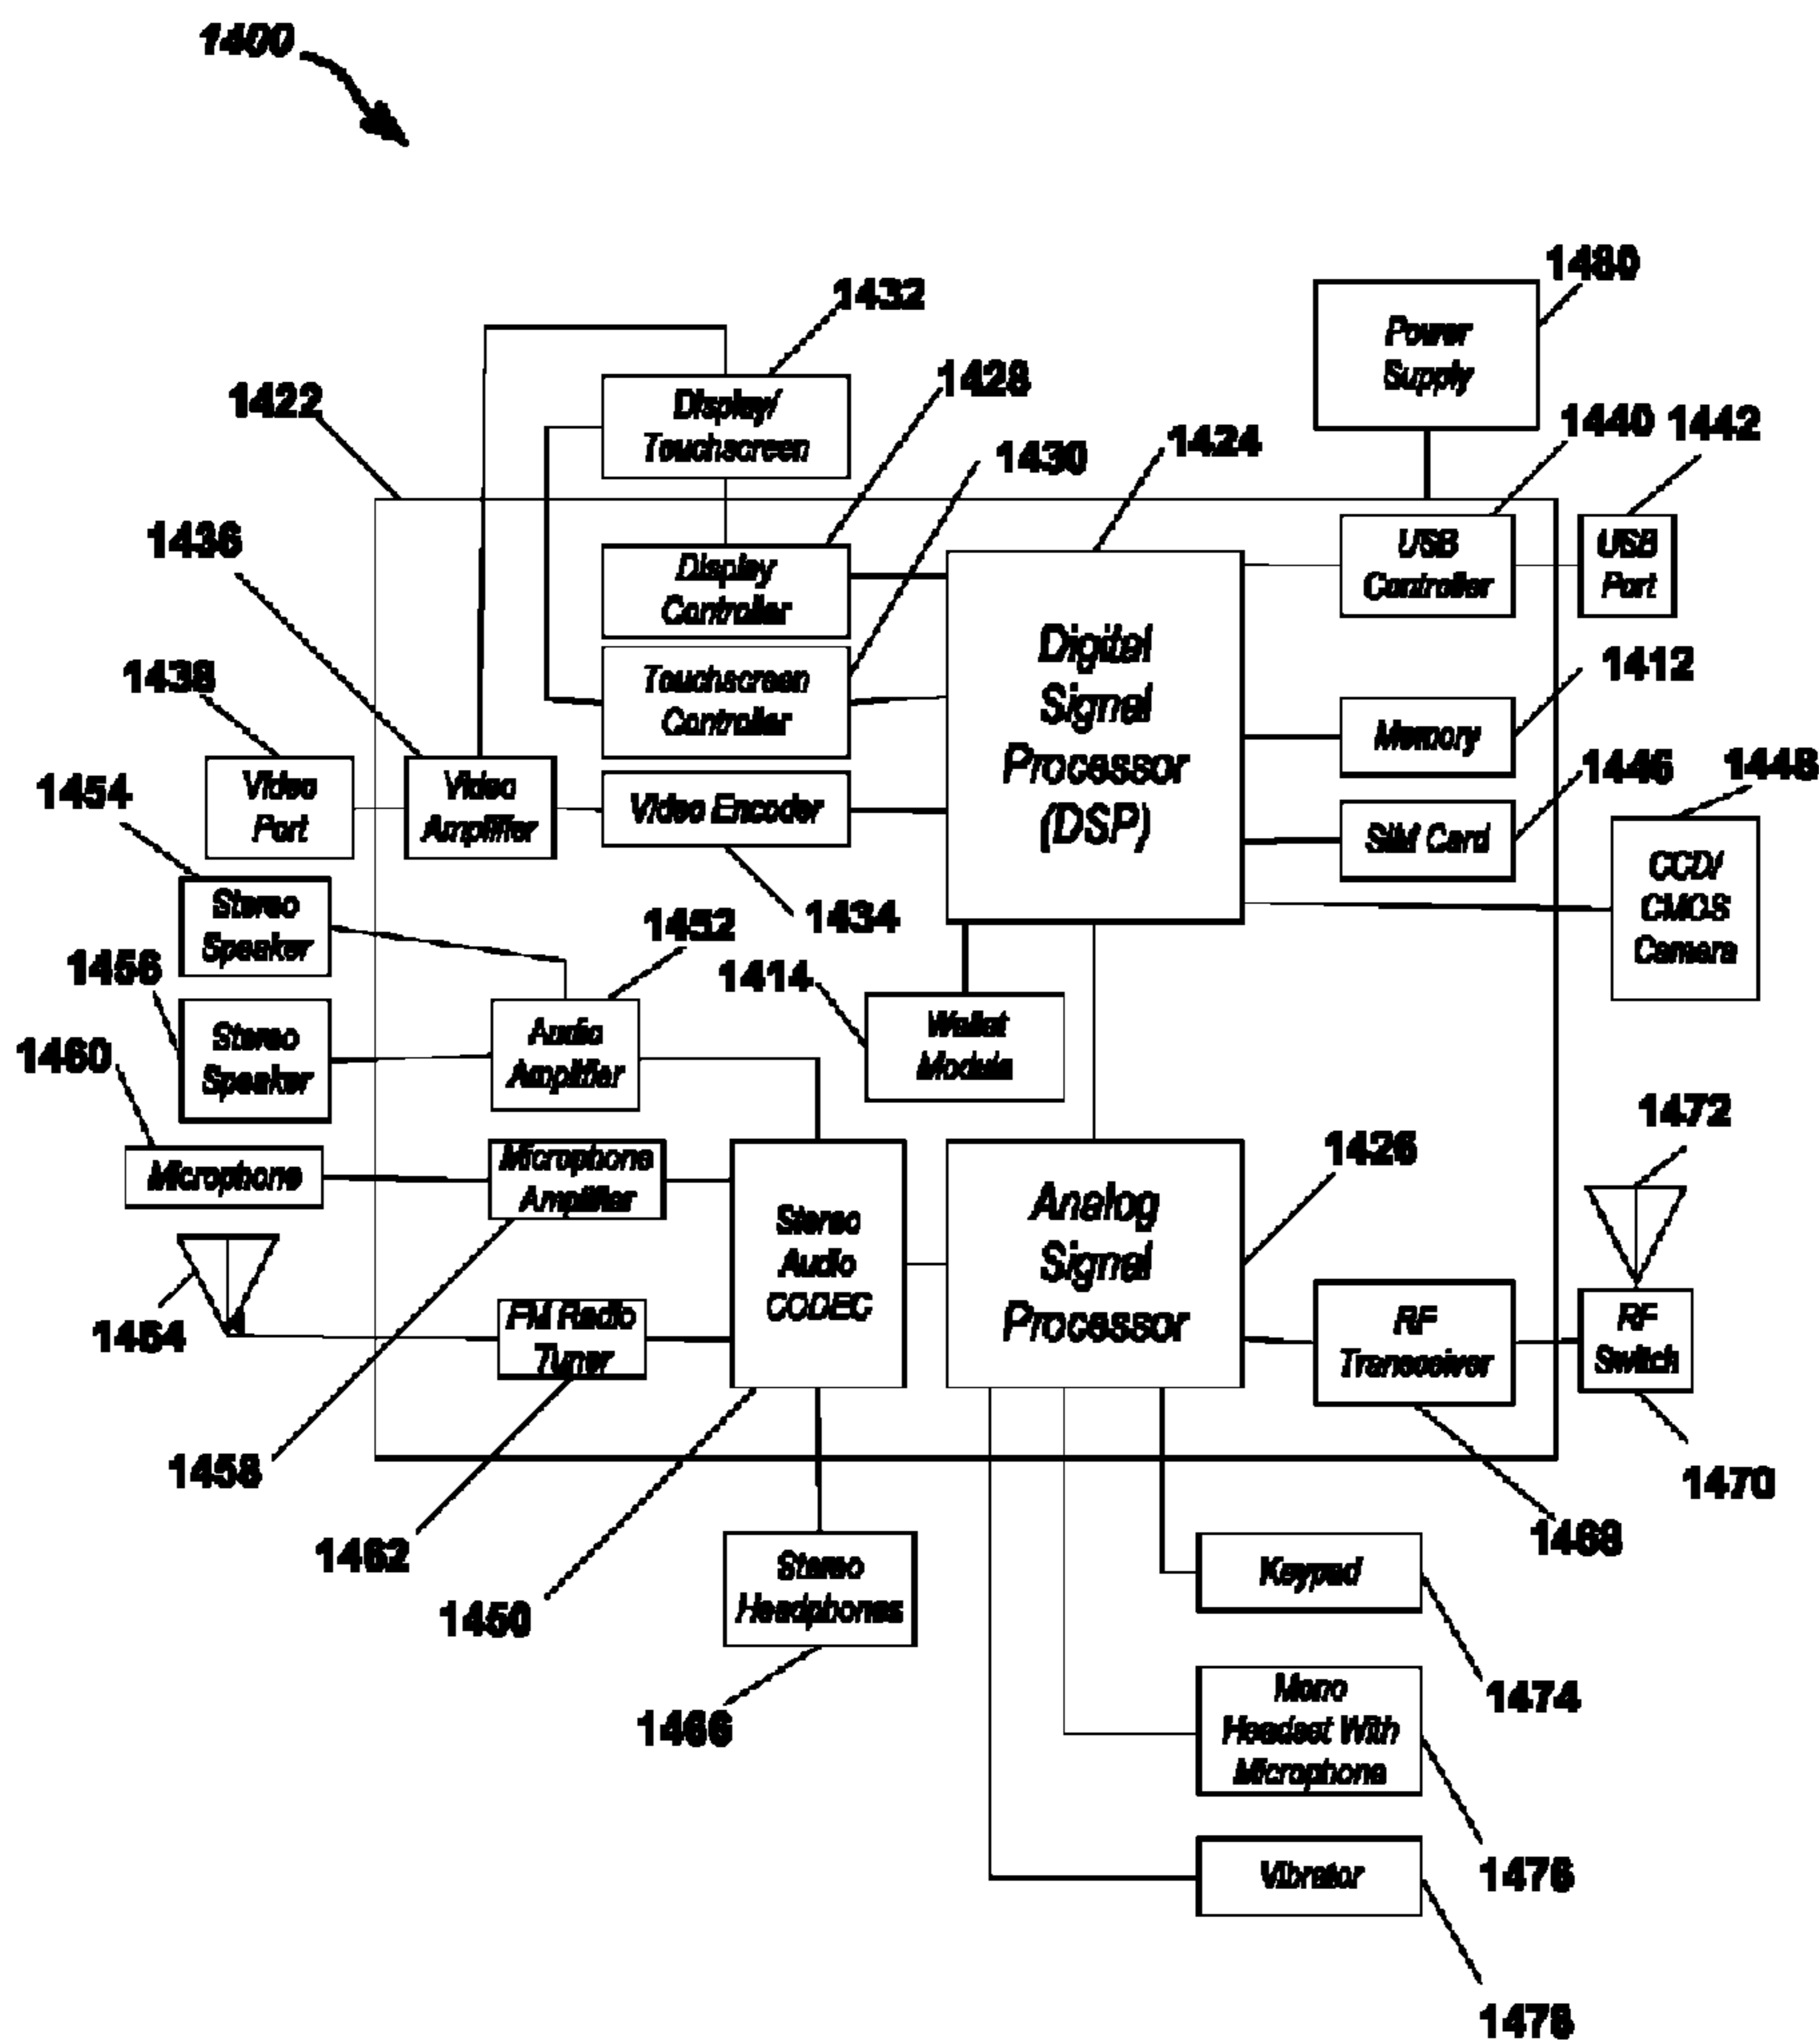 1400
1480
Power
Supply
1432
1428
1422
Display/
Touchscreen
1430
1424
1440
1442
1436
Display
Controller
USB
Controller
USB
Port
1438
Touchscreen
Controller
Digital
Signal
Processor
(DSP)
1412
Memory
1454
Video
Port
Video
Amplifier
Video Encoder
1446
1448
SIM Card
CCD/
CMOS
Camera
Stereo
Speaker
1452
1434
1456
1414
Stereo
Speaker
Audio
Amplifier
Wallet
Module
1460
1472
Microphone
Microphone
Amplifier
Stereo
Audio
CODEC
Analog
Signal
Processor
1426
1464
FM Radio
Tuner
RF
Transceiver
RF
Switch
1458
1470
1462
1468
1450
Stereo
Headphones
Keypad
1466
1474
Mono
Headset With
Microphone
1476
Vibrator
1478